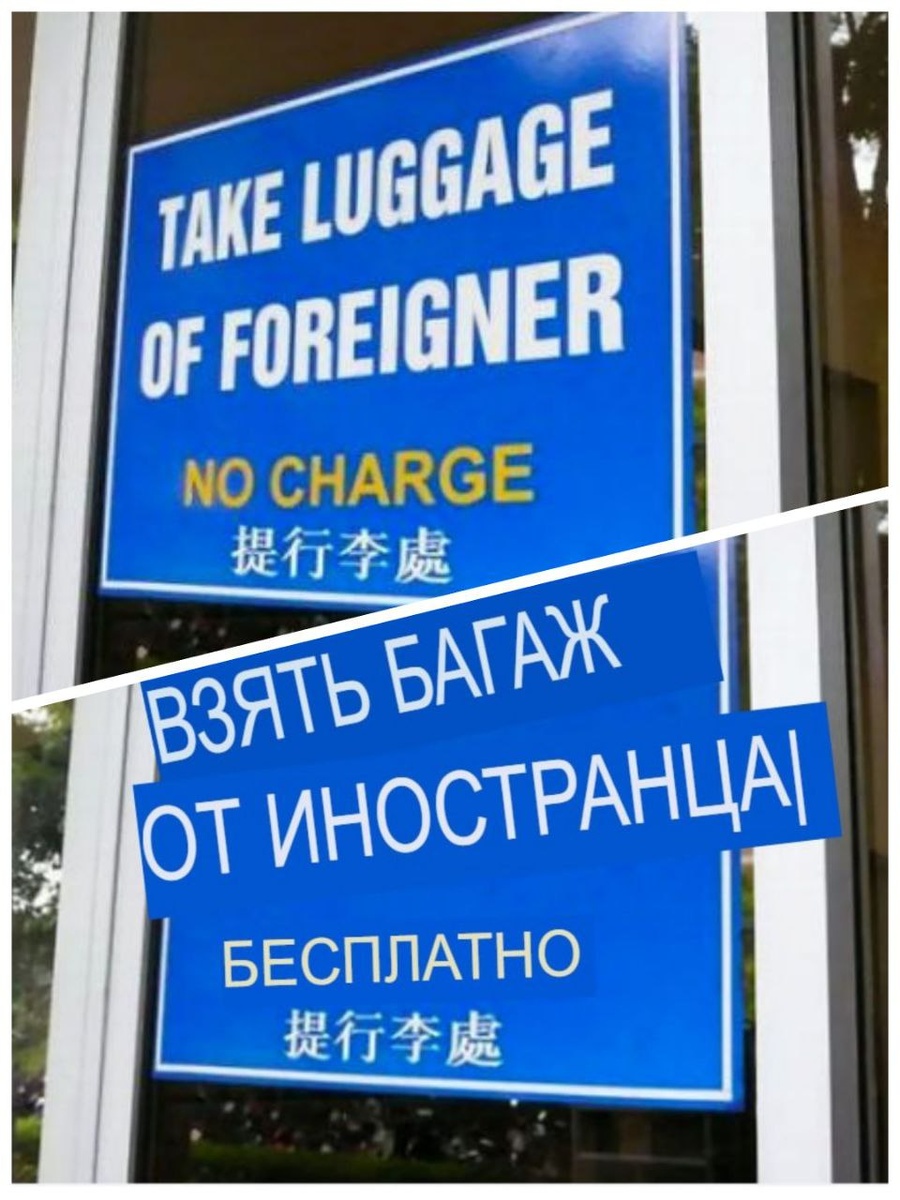 TAKE LUGGAGE
OF FOREIGNER
NO CHARGE
提行李處
ВЗЯТЬ БАГАЖ
ОТ ИНОСТРАНЦА|
БЕСПЛАТНО
提行李處